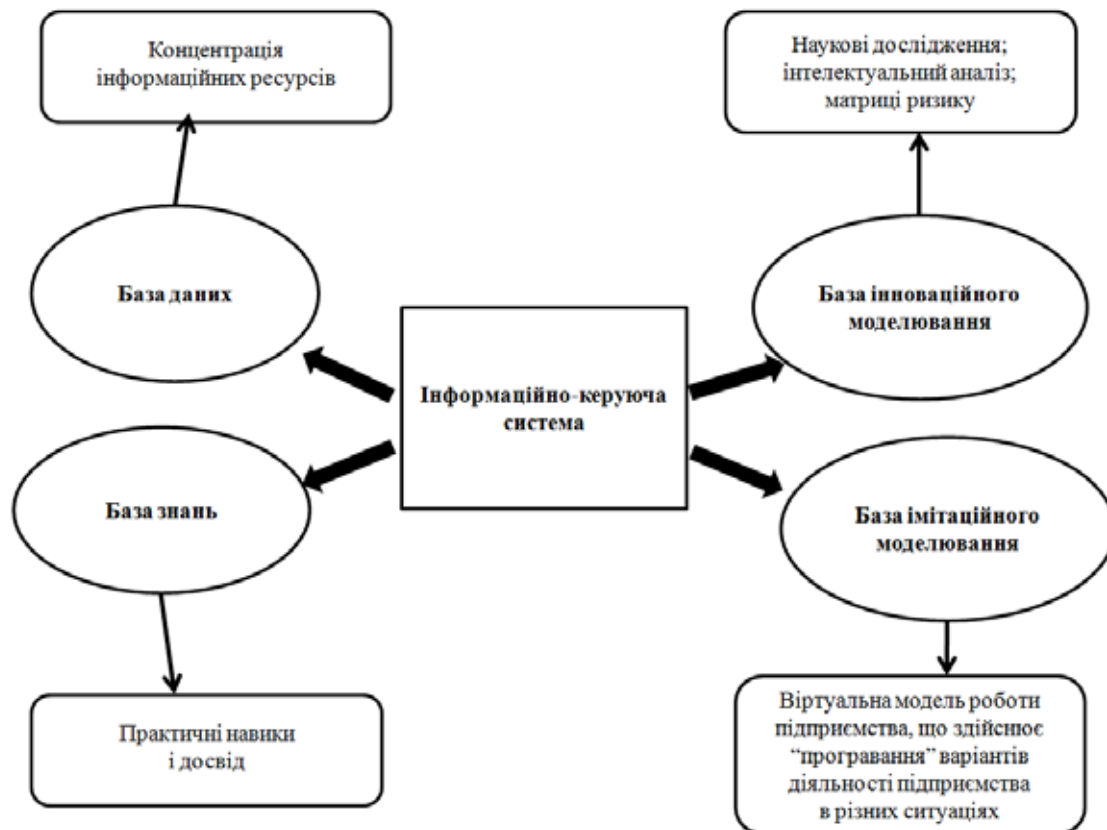 Концентрація
інформаційних ресурсів
Наукові дослідження;
інтелектуальний аналіз;
матриці ризику
База даних
База інноваційного
моделювання
Інформаційно-керуюча
система
База знань
База імітаційного
моделювання
Практичні навики
і досвід
Віртуальна модель роботи
підприємства, що здійснює
“програвання” варіантів
діяльності підприємства
в різних ситуаціях